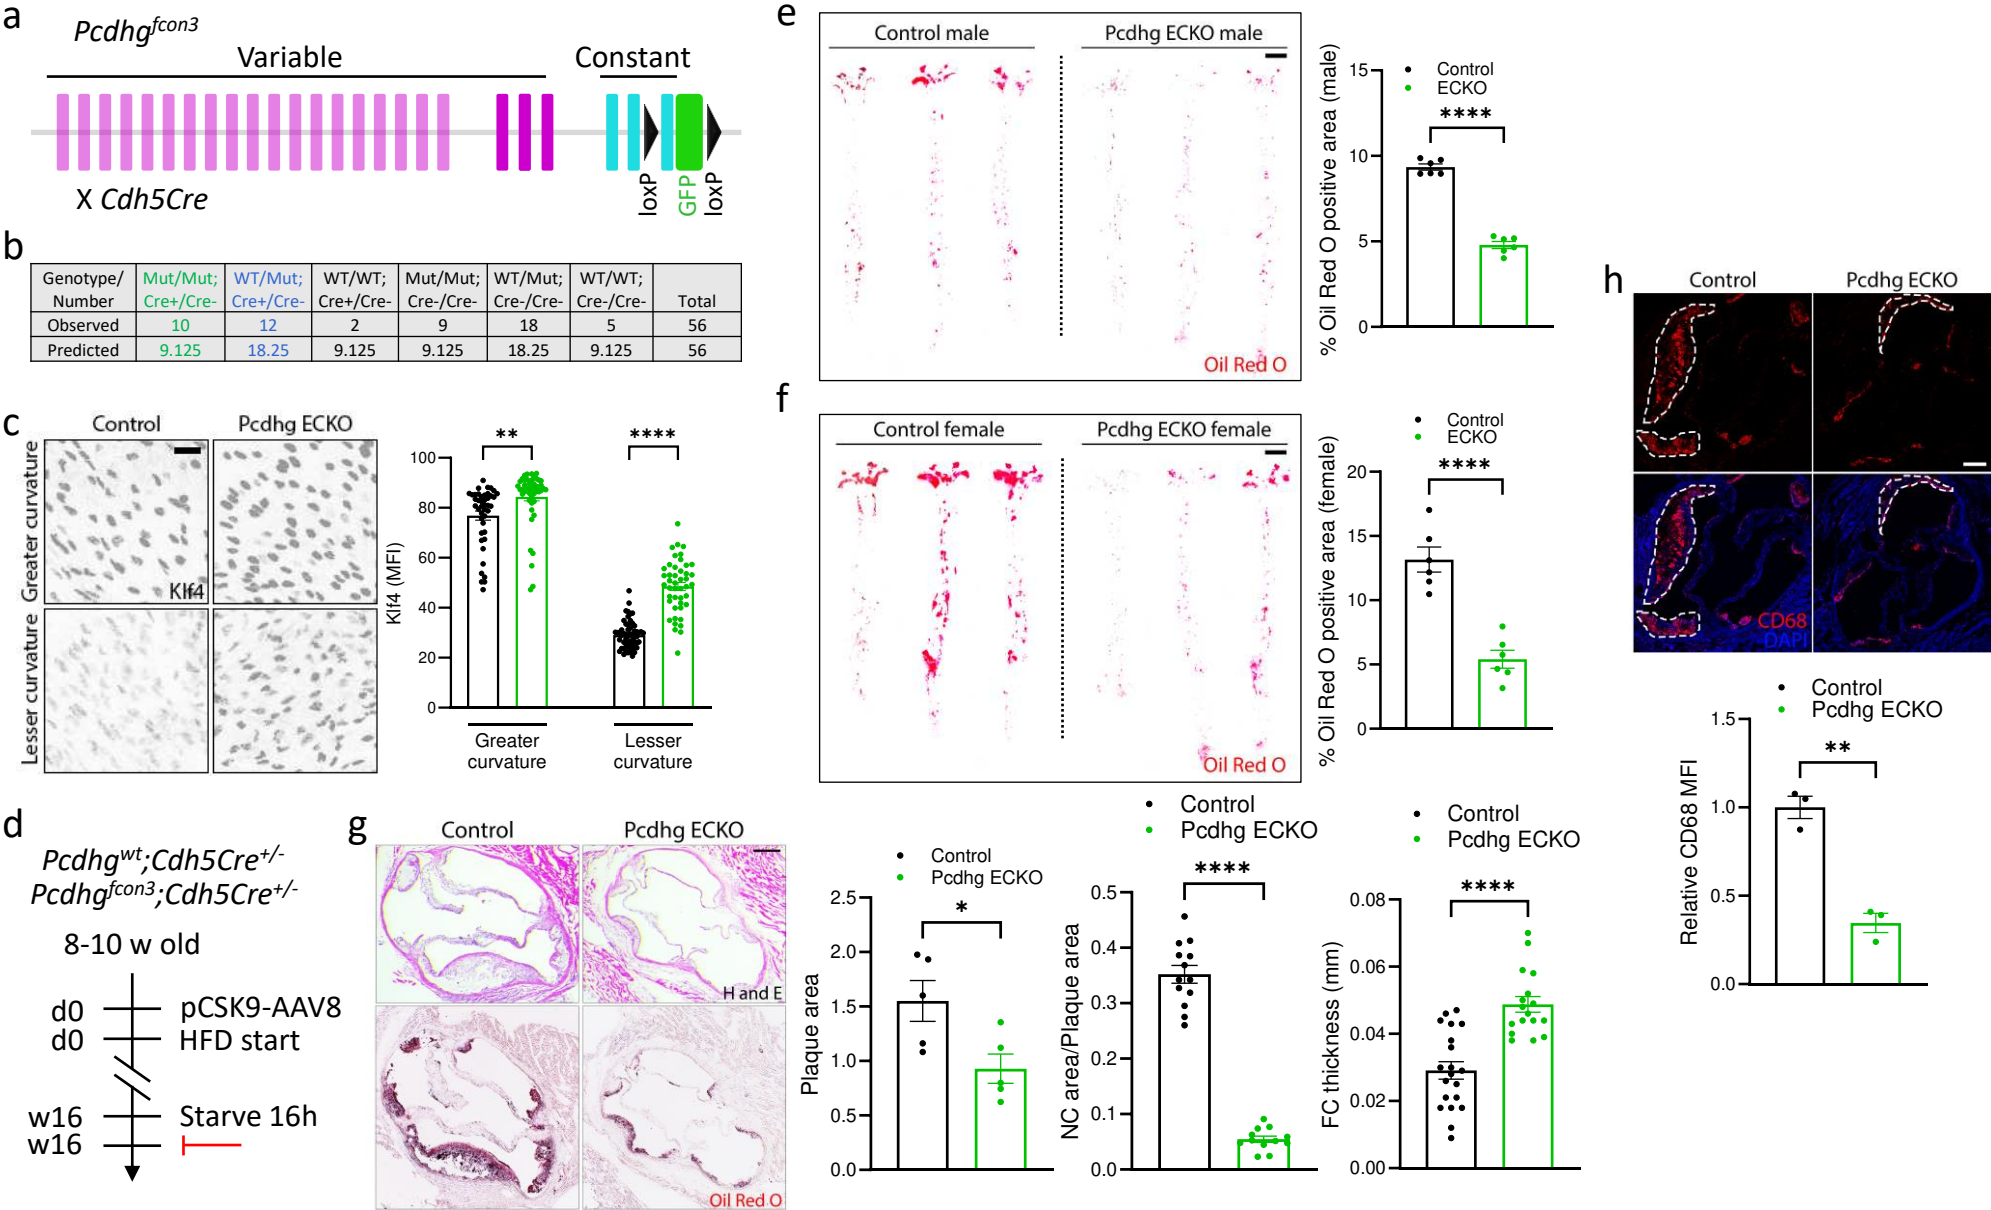 a
Pcdhg^fcon3
Variable
Constant
loxP
GFP
loxP
X Cdh5Cre
b
Genotype/ Number
Mut/Mut; Cre+/Cre-
WT/Mut; Cre+/Cre-
WT/WT; Cre+/Cre-
Mut/Mut; Cre-/Cre-
WT/Mut; Cre-/Cre-
WT/WT; Cre-/Cre-
Total
Observed 10 12 2 9 18 5 56
Predicted 9.125 18.25 9.125 9.125 18.25 9.125 56
c
Control
Pcdhg ECKO
Greater curvature
Klf4
Lesser curvature
** ****
Klf4 (MFI)
100
80
60
40
20
0
Greater curvature
Lesser curvature
d
Pcdhg^wt;Cdh5Cre^+/-
Pcdhg^fcon3;Cdh5Cre^+/-
8-10 w old
d0 pCSK9-AAV8
d0 HFD start
w16 Starve 16h
w16
e
Control male
Pcdhg ECKO male
Oil Red O
% Oil Red O positive area (male)
Control
ECKO
****
15
10
5
0
f
Control female
Pcdhg ECKO female
Oil Red O
% Oil Red O positive area (female)
Control
ECKO
****
20
15
10
5
0
g
Control
Pcdhg ECKO
H and E
Oil Red O
Control
Pcdhg ECKO
*
Plaque area
2.5
2.0
1.5
1.0
0.5
0.0
Control
Pcdhg ECKO
****
NC area/Plaque area
0.5
0.4
0.3
0.2
0.1
0.0
Control
Pcdhg ECKO
****
FC thickness (mm)
0.08
0.06
0.04
0.02
0.00
h
Control
Pcdhg ECKO
CD68
DAPI
Control
Pcdhg ECKO
**
Relative CD68 MFI
1.5
1.0
0.5
0.0